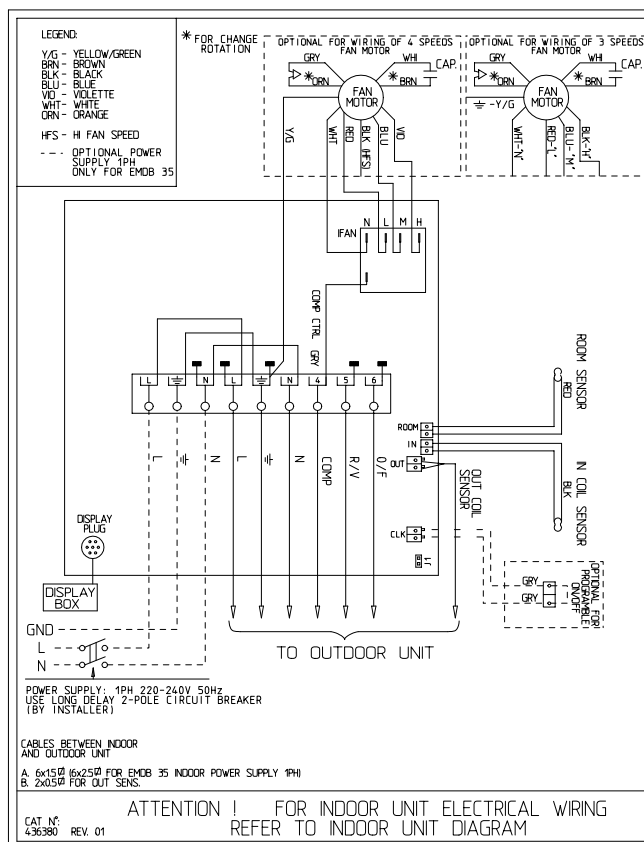 LEGEND:
Y/G - YELLOW/GREEN
BRN - BROWN
BLK - BLACK
BLU - BLUE
VIO - VIOLETTE
WHT- WHITE
ORN - ORANGE
HFS - HI FAN SPEED
--- - OPTIONAL POWER
SUPPLY 1PH
ONLY FOR EMDB 35
* FOR CHANGE
ROTATION
OPTIONAL FOR WIRING OF 4 SPEEDS
FAN MOTOR
GRY
WHI
CAP.
*ORN
* BRN
FAN
MOTOR
Y/G
WHT
RED
BLK (HFS)
BLU
VIO
OPTIONAL FOR WIRING OF 3 SPEEDS
FAN MOTOR
GRY
WHI
CAP.
*ORN
* BRN
FAN
MOTOR
-Y/G
WHT-"N"
RED-"L"
BLU-"M"
BLK-"H"
N L M H
IFAN
COMP CTRL GRY
L N L N L4 L5 L6
L N L N COMP R/V O/F
ROOM
IN
OUT
CLK
J1
ROOM SENSOR
RED
IN COIL SENSOR
BLK
OUT COIL
SENSOR
OPTIONAL FOR
PROGRAMBLE
ON/OFF
GRY
GRY
DISPLAY
PLUG
DISPLAY
BOX
GND
L
N
TO OUTDOOR UNIT
POWER SUPPLY: 1PH 220-240V 50Hz
USE LONG DELAY 2-POLE CIRCUIT BREAKER
(BY INSTALLER)
CABLES BETWEEN INDOOR
AND OUTDOOR UNIT
A. 6x1.5⍁ (6x2.5⍁ FOR EMDB 35 INDOOR POWER SUPPLY 1PH)
B. 2x0.5⍁ FOR OUT SENS.
CAT Nº:
436380 REV. 01
ATTENTION ! FOR INDOOR UNIT ELECTRICAL WIRING
REFER TO INDOOR UNIT DIAGRAM